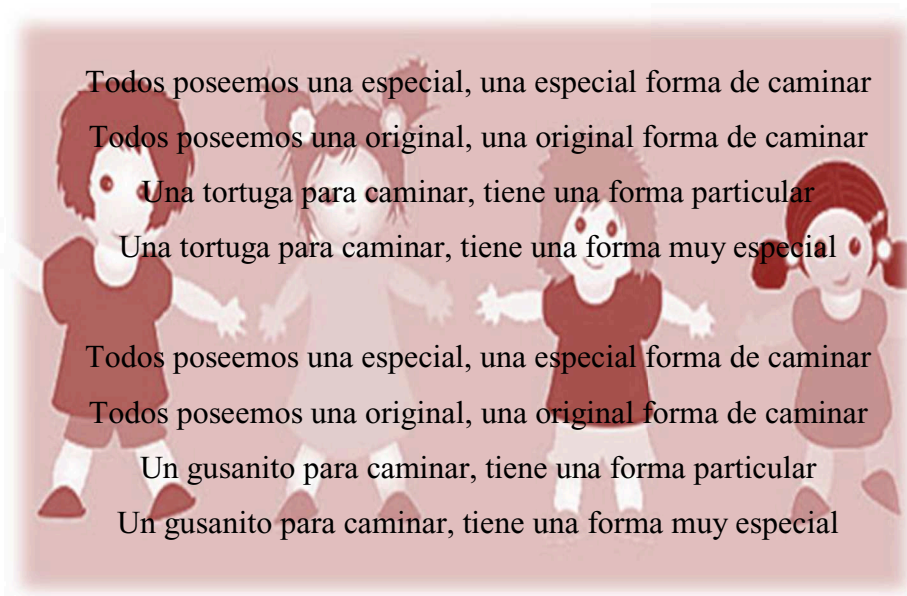 Todos poseemos una especial, una especial forma de caminar
Todos poseemos una original, una original forma de caminar
Una tortuga para caminar, tiene una forma particular
Una tortuga para caminar, tiene una forma muy especial
Todos poseemos una especial, una especial forma de caminar
Todos poseemos una original, una original forma de caminar
Un gusanito para caminar, tiene una forma particular
Un gusanito para caminar, tiene una forma muy especial